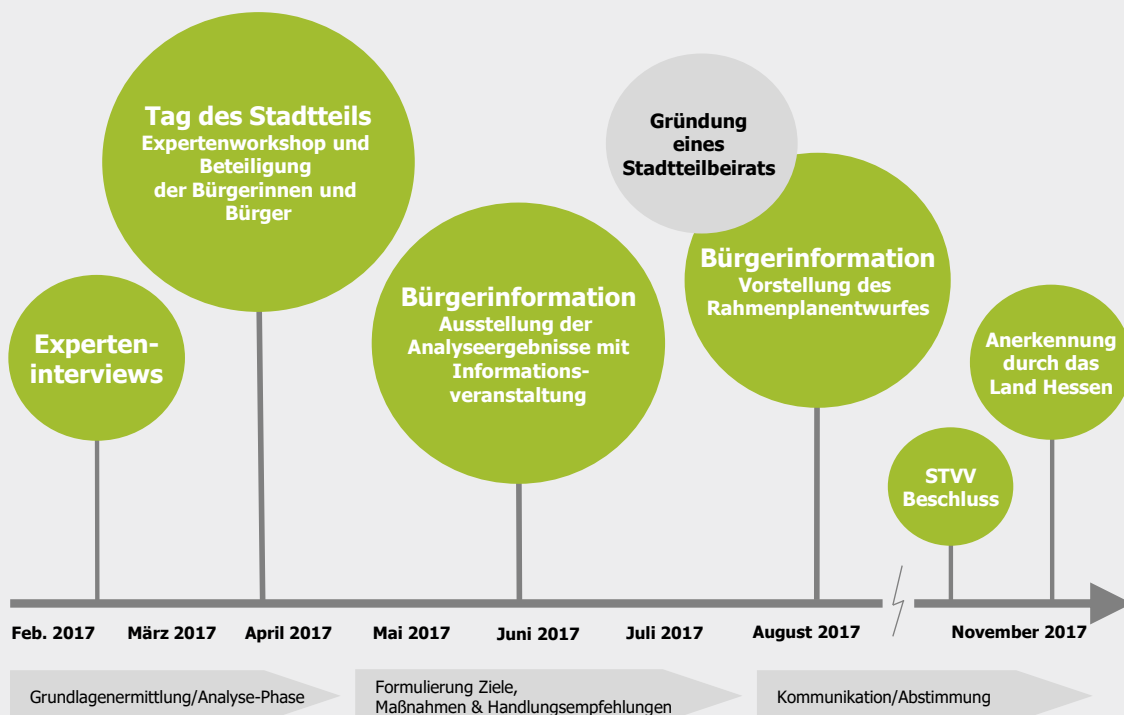 Tag des Stadtteils
Expertenworkshop und
Beteiligung
der Bürgerinnen und
Bürger
Gründung
eines
Stadtteilbeirats
Experten-
interviews
Bürgerinformation
Ausstellung der
Analyseergebnisse mit
Informations-
veranstaltung
Bürgerinformation
Vorstellung des
Rahmenplanentwurfes
Anerkennung
durch das
Land Hessen
STVV
Beschluss
Feb. 2017
März 2017
April 2017
Mai 2017
Juni 2017
Juli 2017
August 2017
November 2017
Grundlagenermittlung/Analyse-Phase
Formulierung Ziele,
Maßnahmen & Handlungsempfehlungen
Kommunikation/Abstimmung